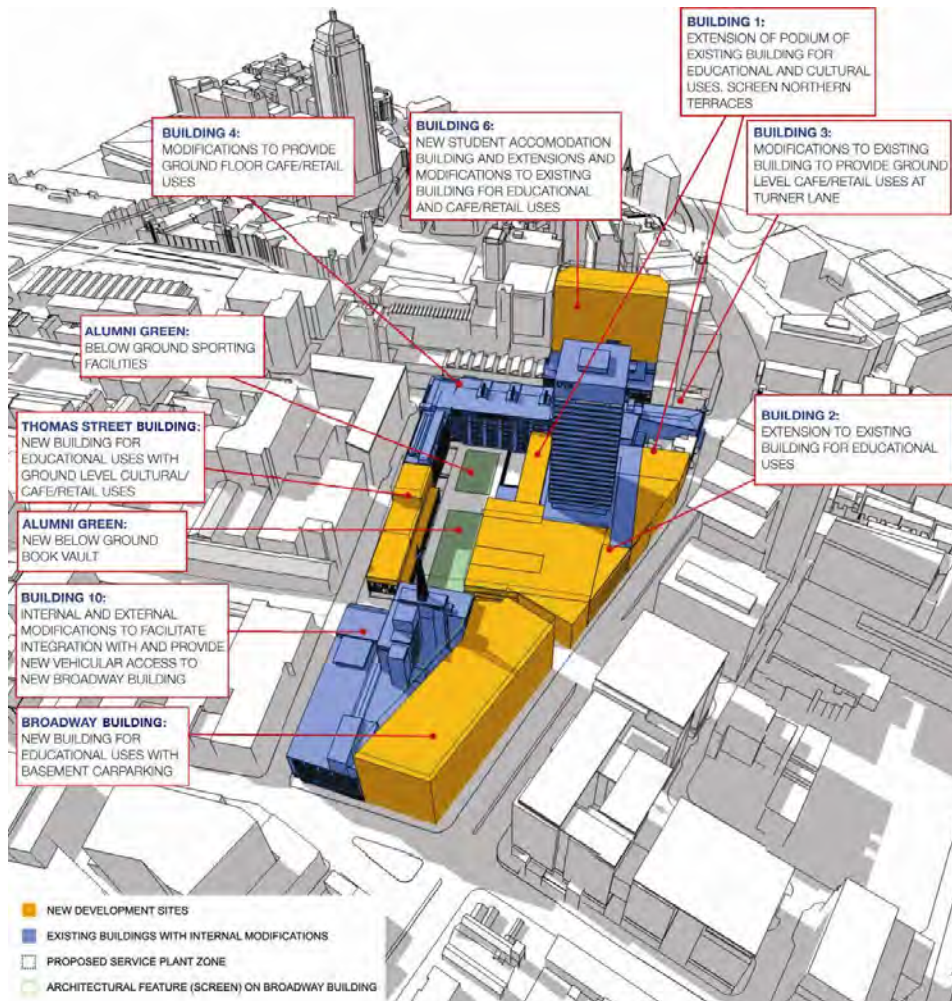 BUILDING 1:
EXTENSION OF PODIUM OF
EXISTING BUILDING FOR
EDUCATIONAL AND CULTURAL
USES. SCREEN NORTHERN
TERRACES
BUILDING 4:
MODIFICATIONS TO PROVIDE
GROUND FLOOR CAFE/RETAIL
USES
BUILDING 6:
NEW STUDENT ACCOMODATION
BUILDING AND EXTENSIONS AND
MODIFICATIONS TO EXISTING
BUILDING FOR EDUCATIONAL
AND CAFE/RETAIL USES
BUILDING 3:
MODIFICATIONS TO EXISTING
BUILDING TO PROVIDE GROUND
LEVEL CAFE/RETAIL USES AT
TURNER LANE
ALUMNI GREEN:
BELOW GROUND SPORTING
FACILITIES
THOMAS STREET BUILDING:
NEW BUILDING FOR
EDUCATIONAL USES WITH
GROUND LEVEL CULTURAL/
CAFE/RETAIL USES
BUILDING 2:
EXTENSION TO EXISTING
BUILDING FOR EDUCATIONAL
USES
ALUMNI GREEN:
NEW BELOW GROUND
BOOK VAULT
BUILDING 10:
INTERNAL AND EXTERNAL
MODIFICATIONS TO FACILITATE
INTEGRATION WITH AND PROVIDE
NEW VEHICULAR ACCESS TO
NEW BROADWAY BUILDING
BROADWAY BUILDING:
NEW BUILDING FOR
EDUCATIONAL USES WITH
BASEMENT CARPARKING
NEW DEVELOPMENT SITES
EXISTING BUILDINGS WITH INTERNAL MODIFICATIONS
PROPOSED SERVICE PLANT ZONE
ARCHITECTURAL FEATURE (SCREEN) ON BROADWAY BUILDING